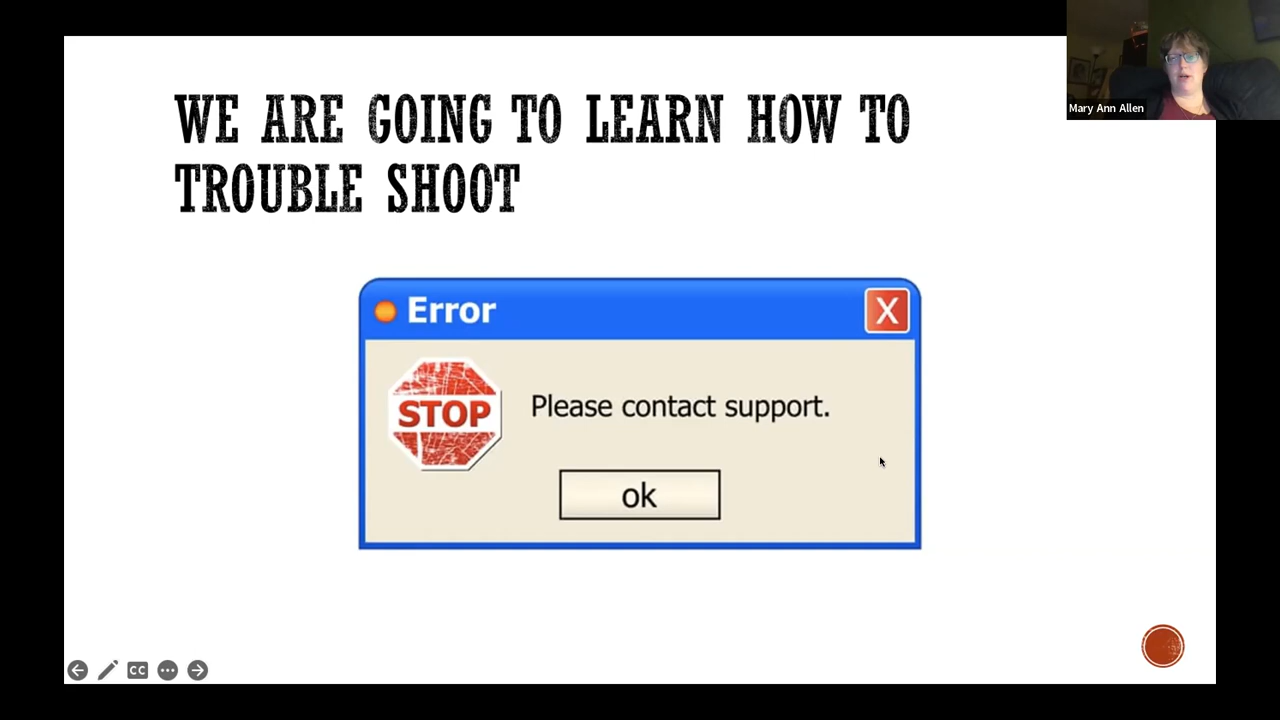 WE ARE GOING TO LEARN HOW TO
TROUBLE SHOOT
Mary Ann Allen
Error
X
STOP
Please contact support.
ok
CC